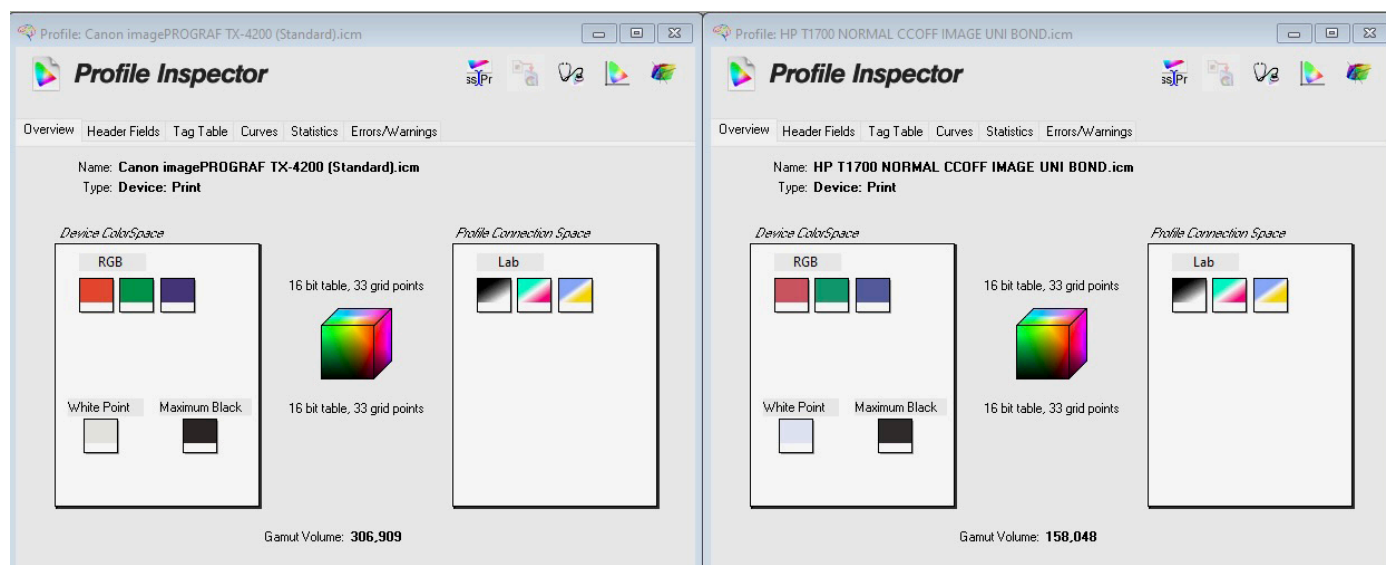 Profile: Canon imagePROGRAF TX-4200 (Standard).icm
Profile Inspector
ss Pr
Overview Header Fields Tag Table Curves Statistics Errors/Warnings
Name: Canon imagePROGRAF TX-4200 (Standard).icm
Type: Device: Print
Device ColorSpace
Profile Connection Space
RGB
Lab
16 bit table, 33 grid points
White Point
Maximum Black
16 bit table, 33 grid points
Gamut Volume: 306,909
Profile: HP T1700 NORMAL CCOFF IMAGE UNI BOND.icm
Profile Inspector
ss Pr
Overview Header Fields Tag Table Curves Statistics Errors/Warnings
Name: HP T1700 NORMAL CCOFF IMAGE UNI BOND.icm
Type: Device: Print
Device ColorSpace
Profile Connection Space
RGB
Lab
16 bit table, 33 grid points
White Point
Maximum Black
16 bit table, 33 grid points
Gamut Volume: 158,048